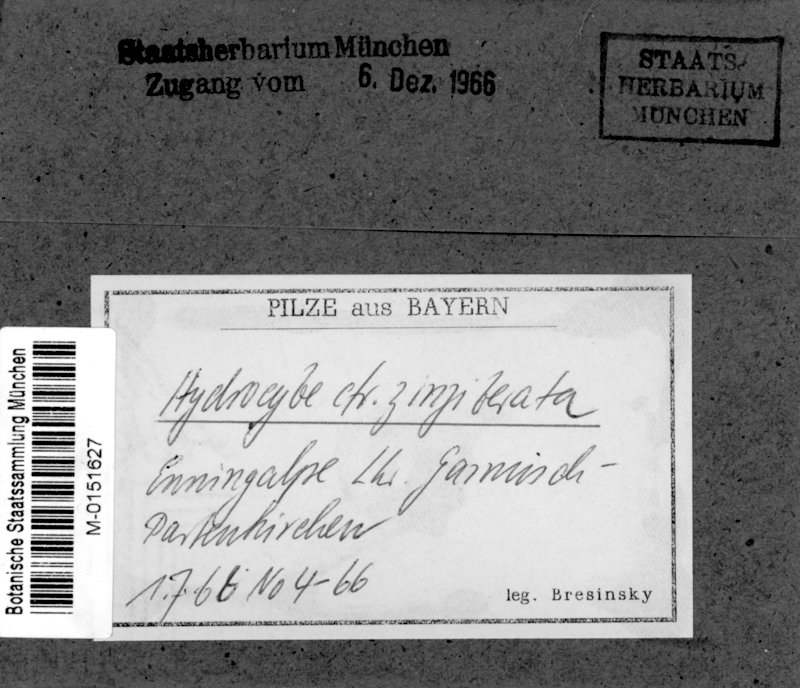 Staatsherbarium München
Zugang vom 6. Dez. 1966
STAATS-
HERBARIUM
MÜNCHEN
PILZE aus BAYERN
Hydrocybe cfr. zinziberata
Enningalpe Lkr. Garmisch-
Partenkirchen
1.7.66 No 4-66
leg. Bresinsky
Botanische Staatssammlung München
M-0151627